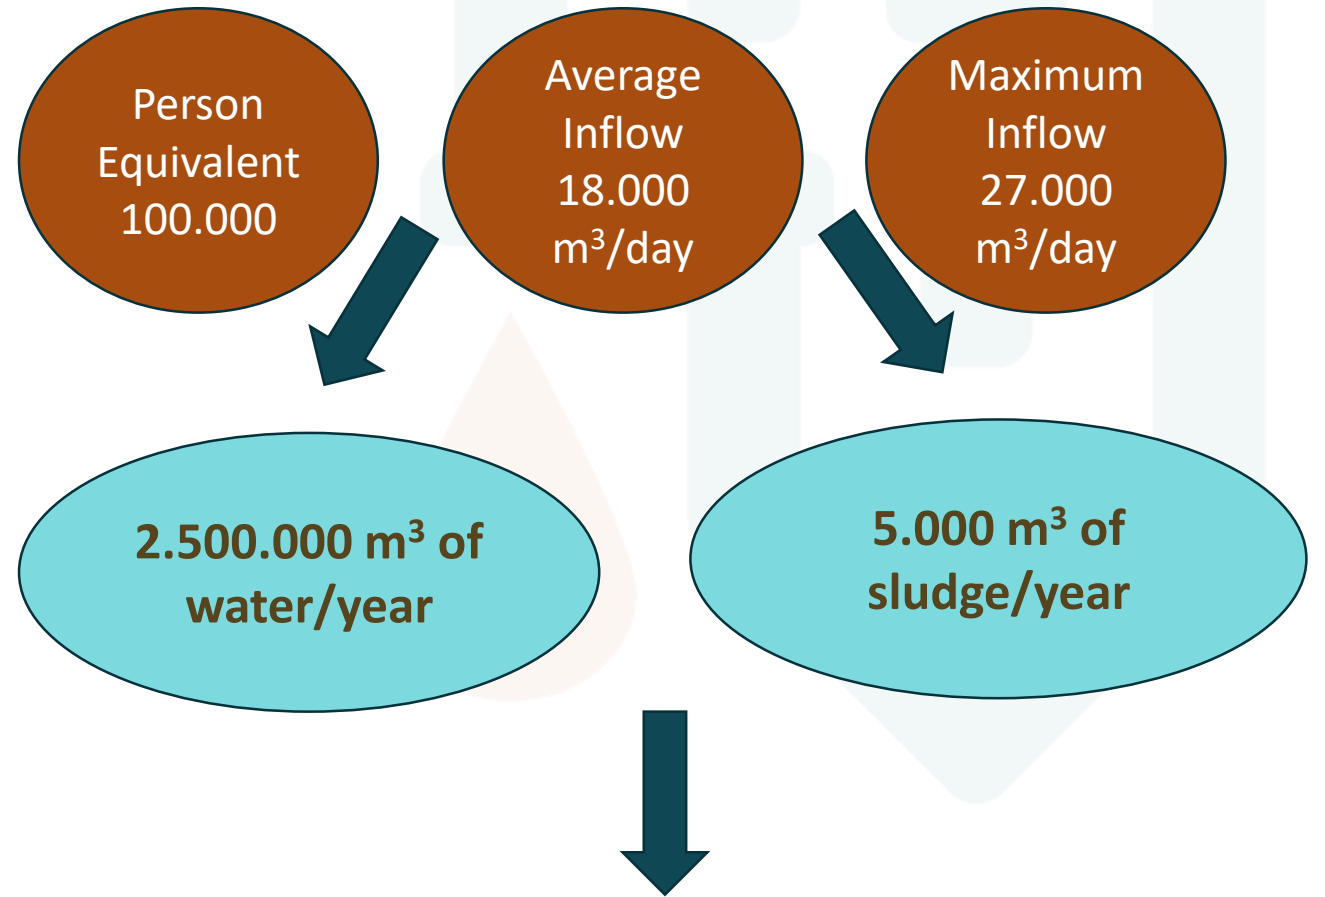 Person
Equivalent
100.000
Average
Inflow
18.000
m³/day
Maximum
Inflow
27.000
m³/day
2.500.000 m³ of
water/year
5.000 m³ of
sludge/year